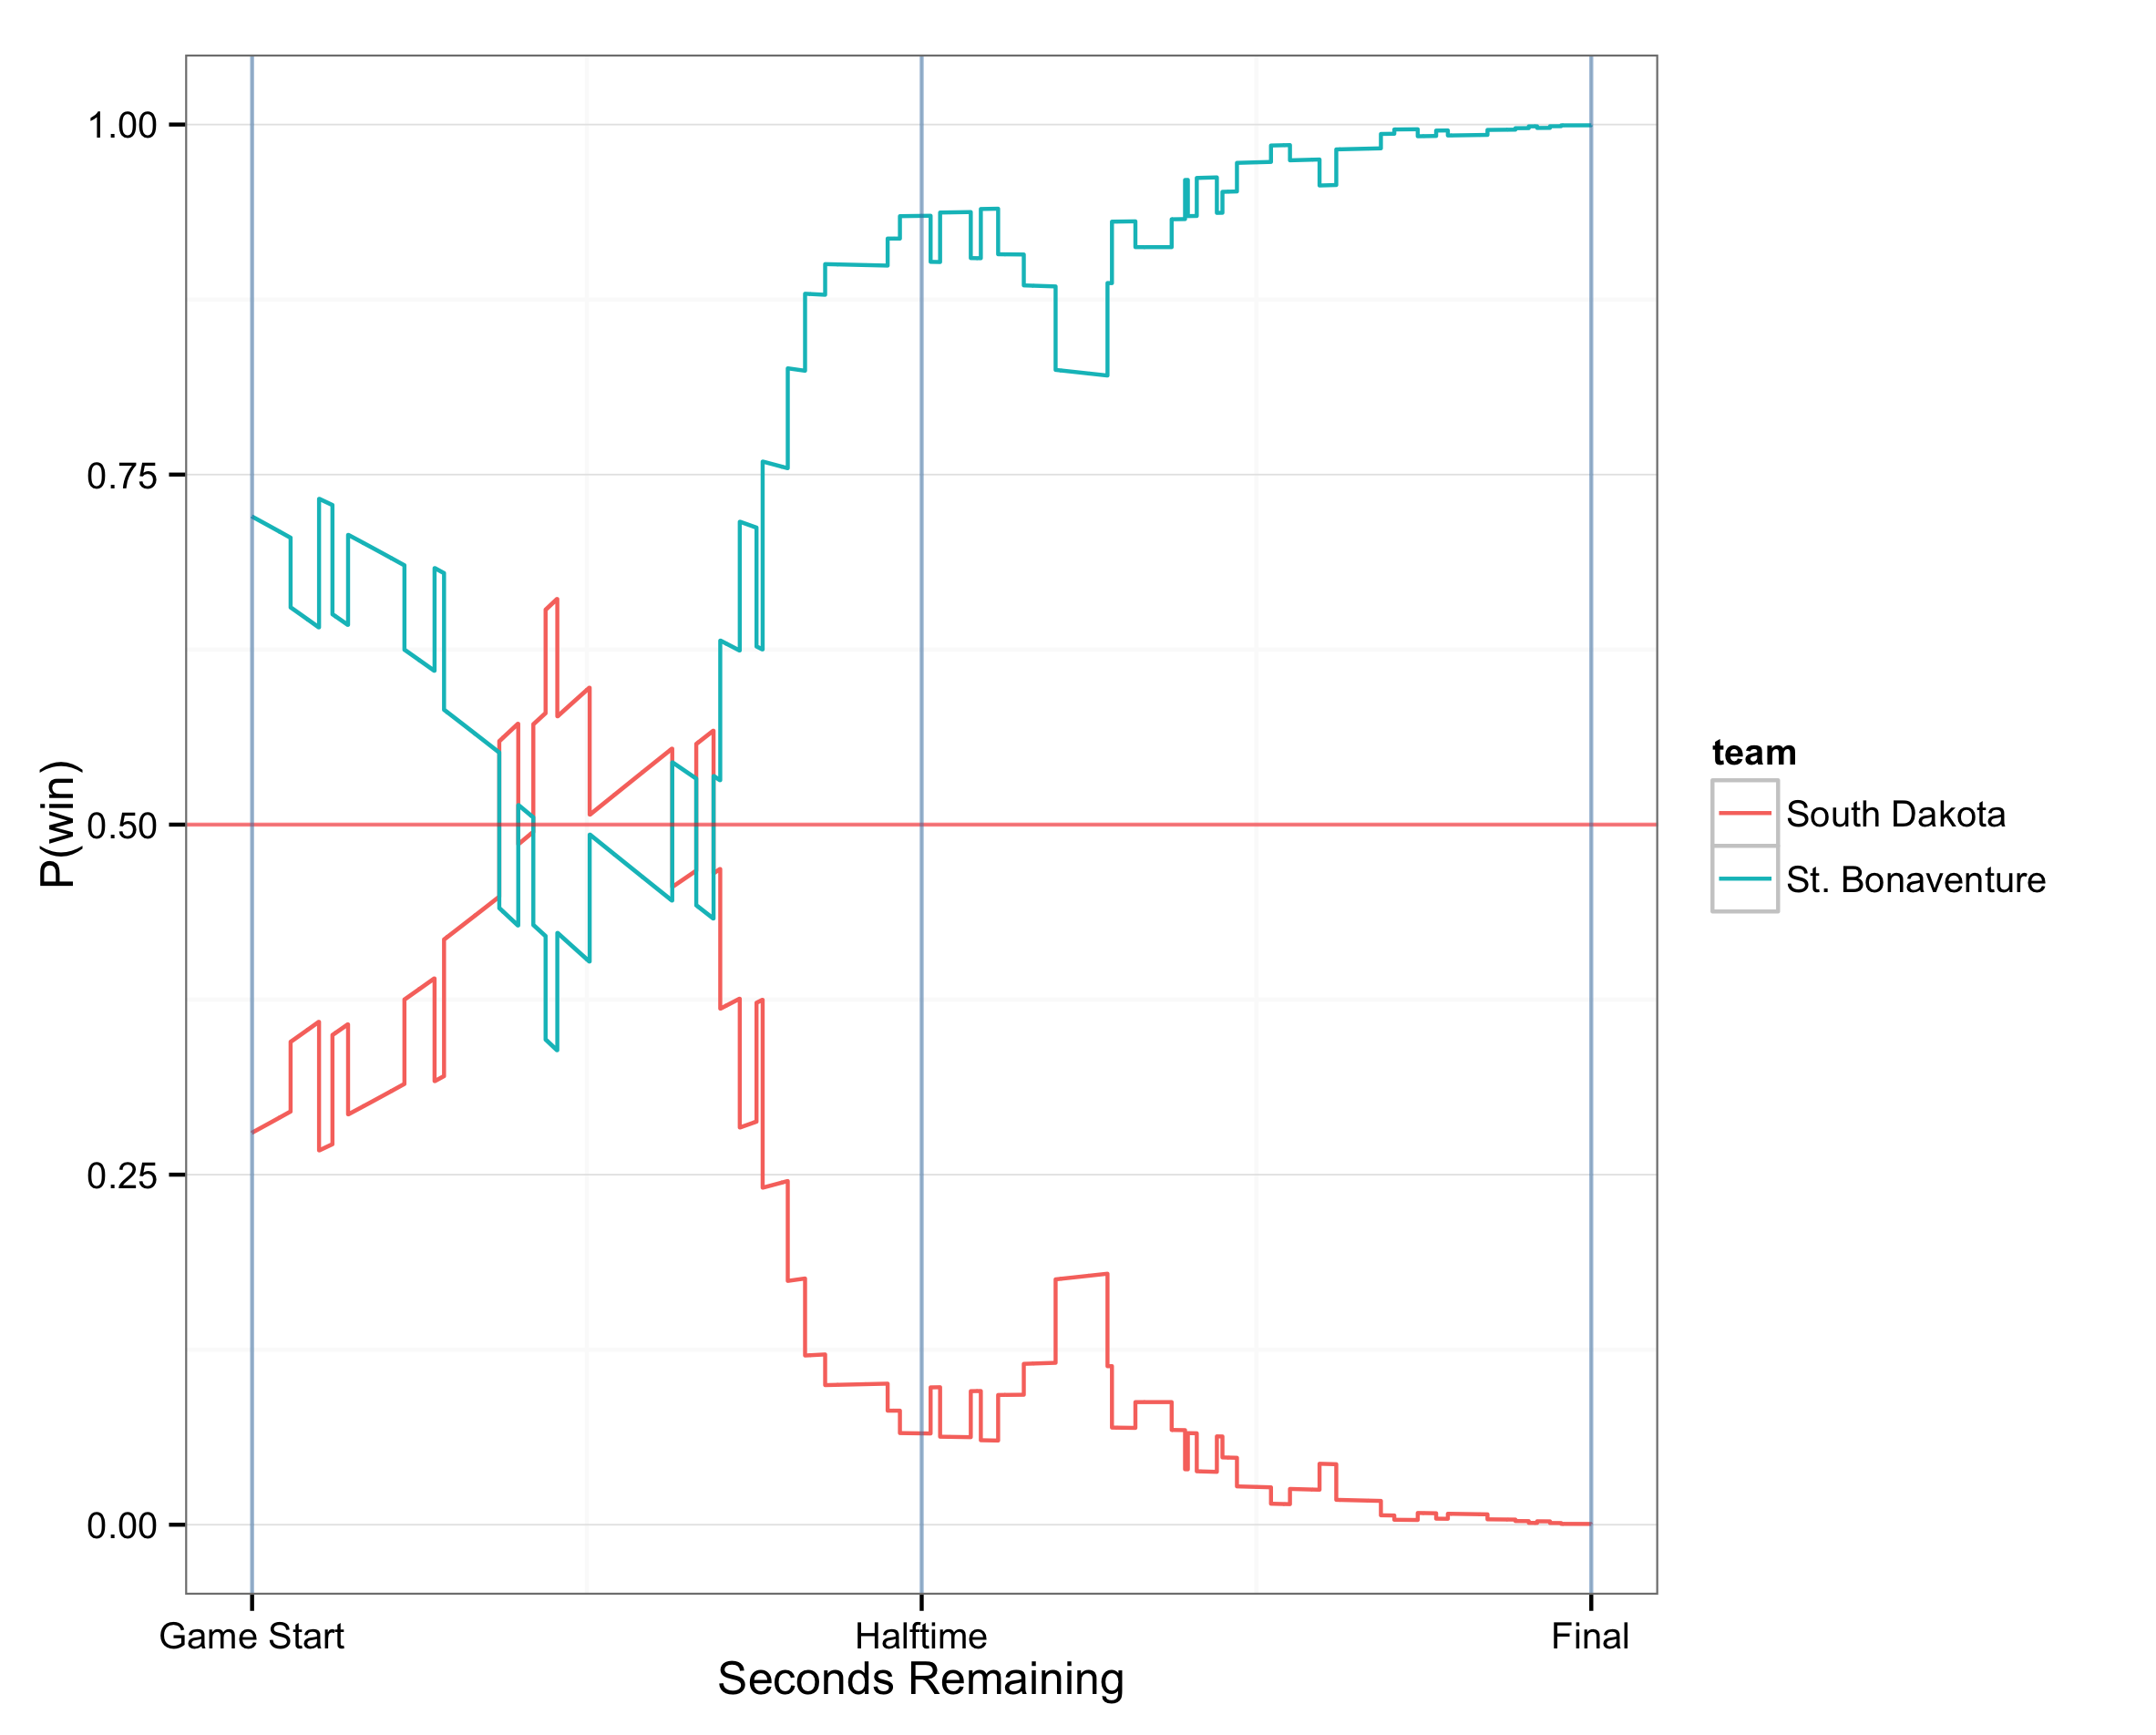 1.00
0.75
0.50
0.25
0.00
P(win)
Game Start
Halftime
Final
Seconds Remaining
team
South Dakota
St. Bonaventure